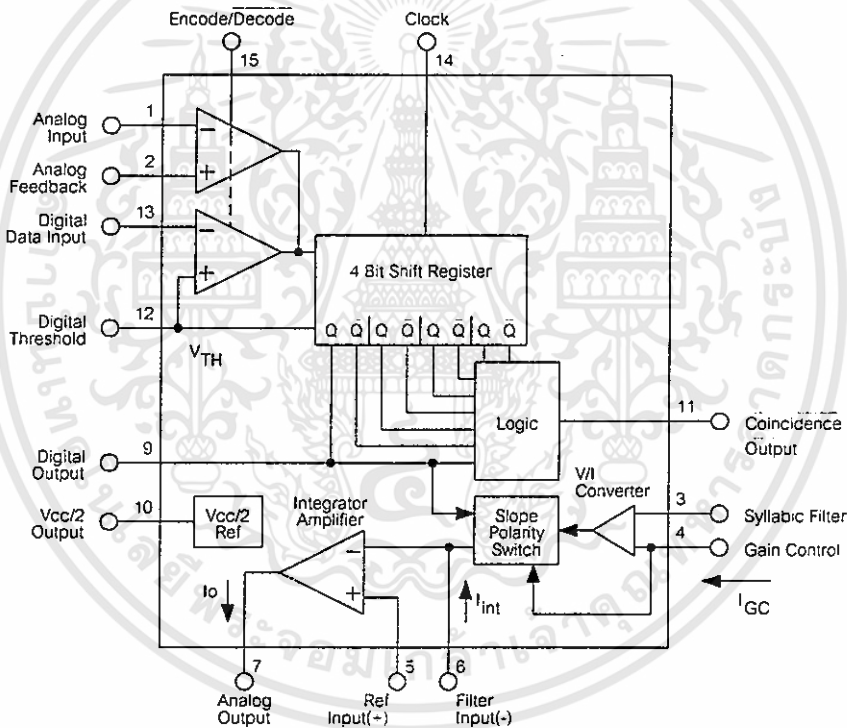 Encode/Decode
Clock
15
14
1
Analog
Input
2
Analog
Feedback
13
Digital
Data Input
4 Bit Shift Register
12
Digital
Threshold
Q Q̄ Q Q̄ Q Q̄ Q Q̄
VTH
Logic
11
Coincidence
Output
9
Digital
Output
V/I
Converter
10
Vcc/2
Output
Vcc/2
Ref
Integrator
Amplifier
Slope
Polarity
Switch
3
Syllabic Filter
4
Gain Control
Io
Iint
IGC
7
5
6
Analog
Output
Ref
Input(+)
Filter
Input(-)